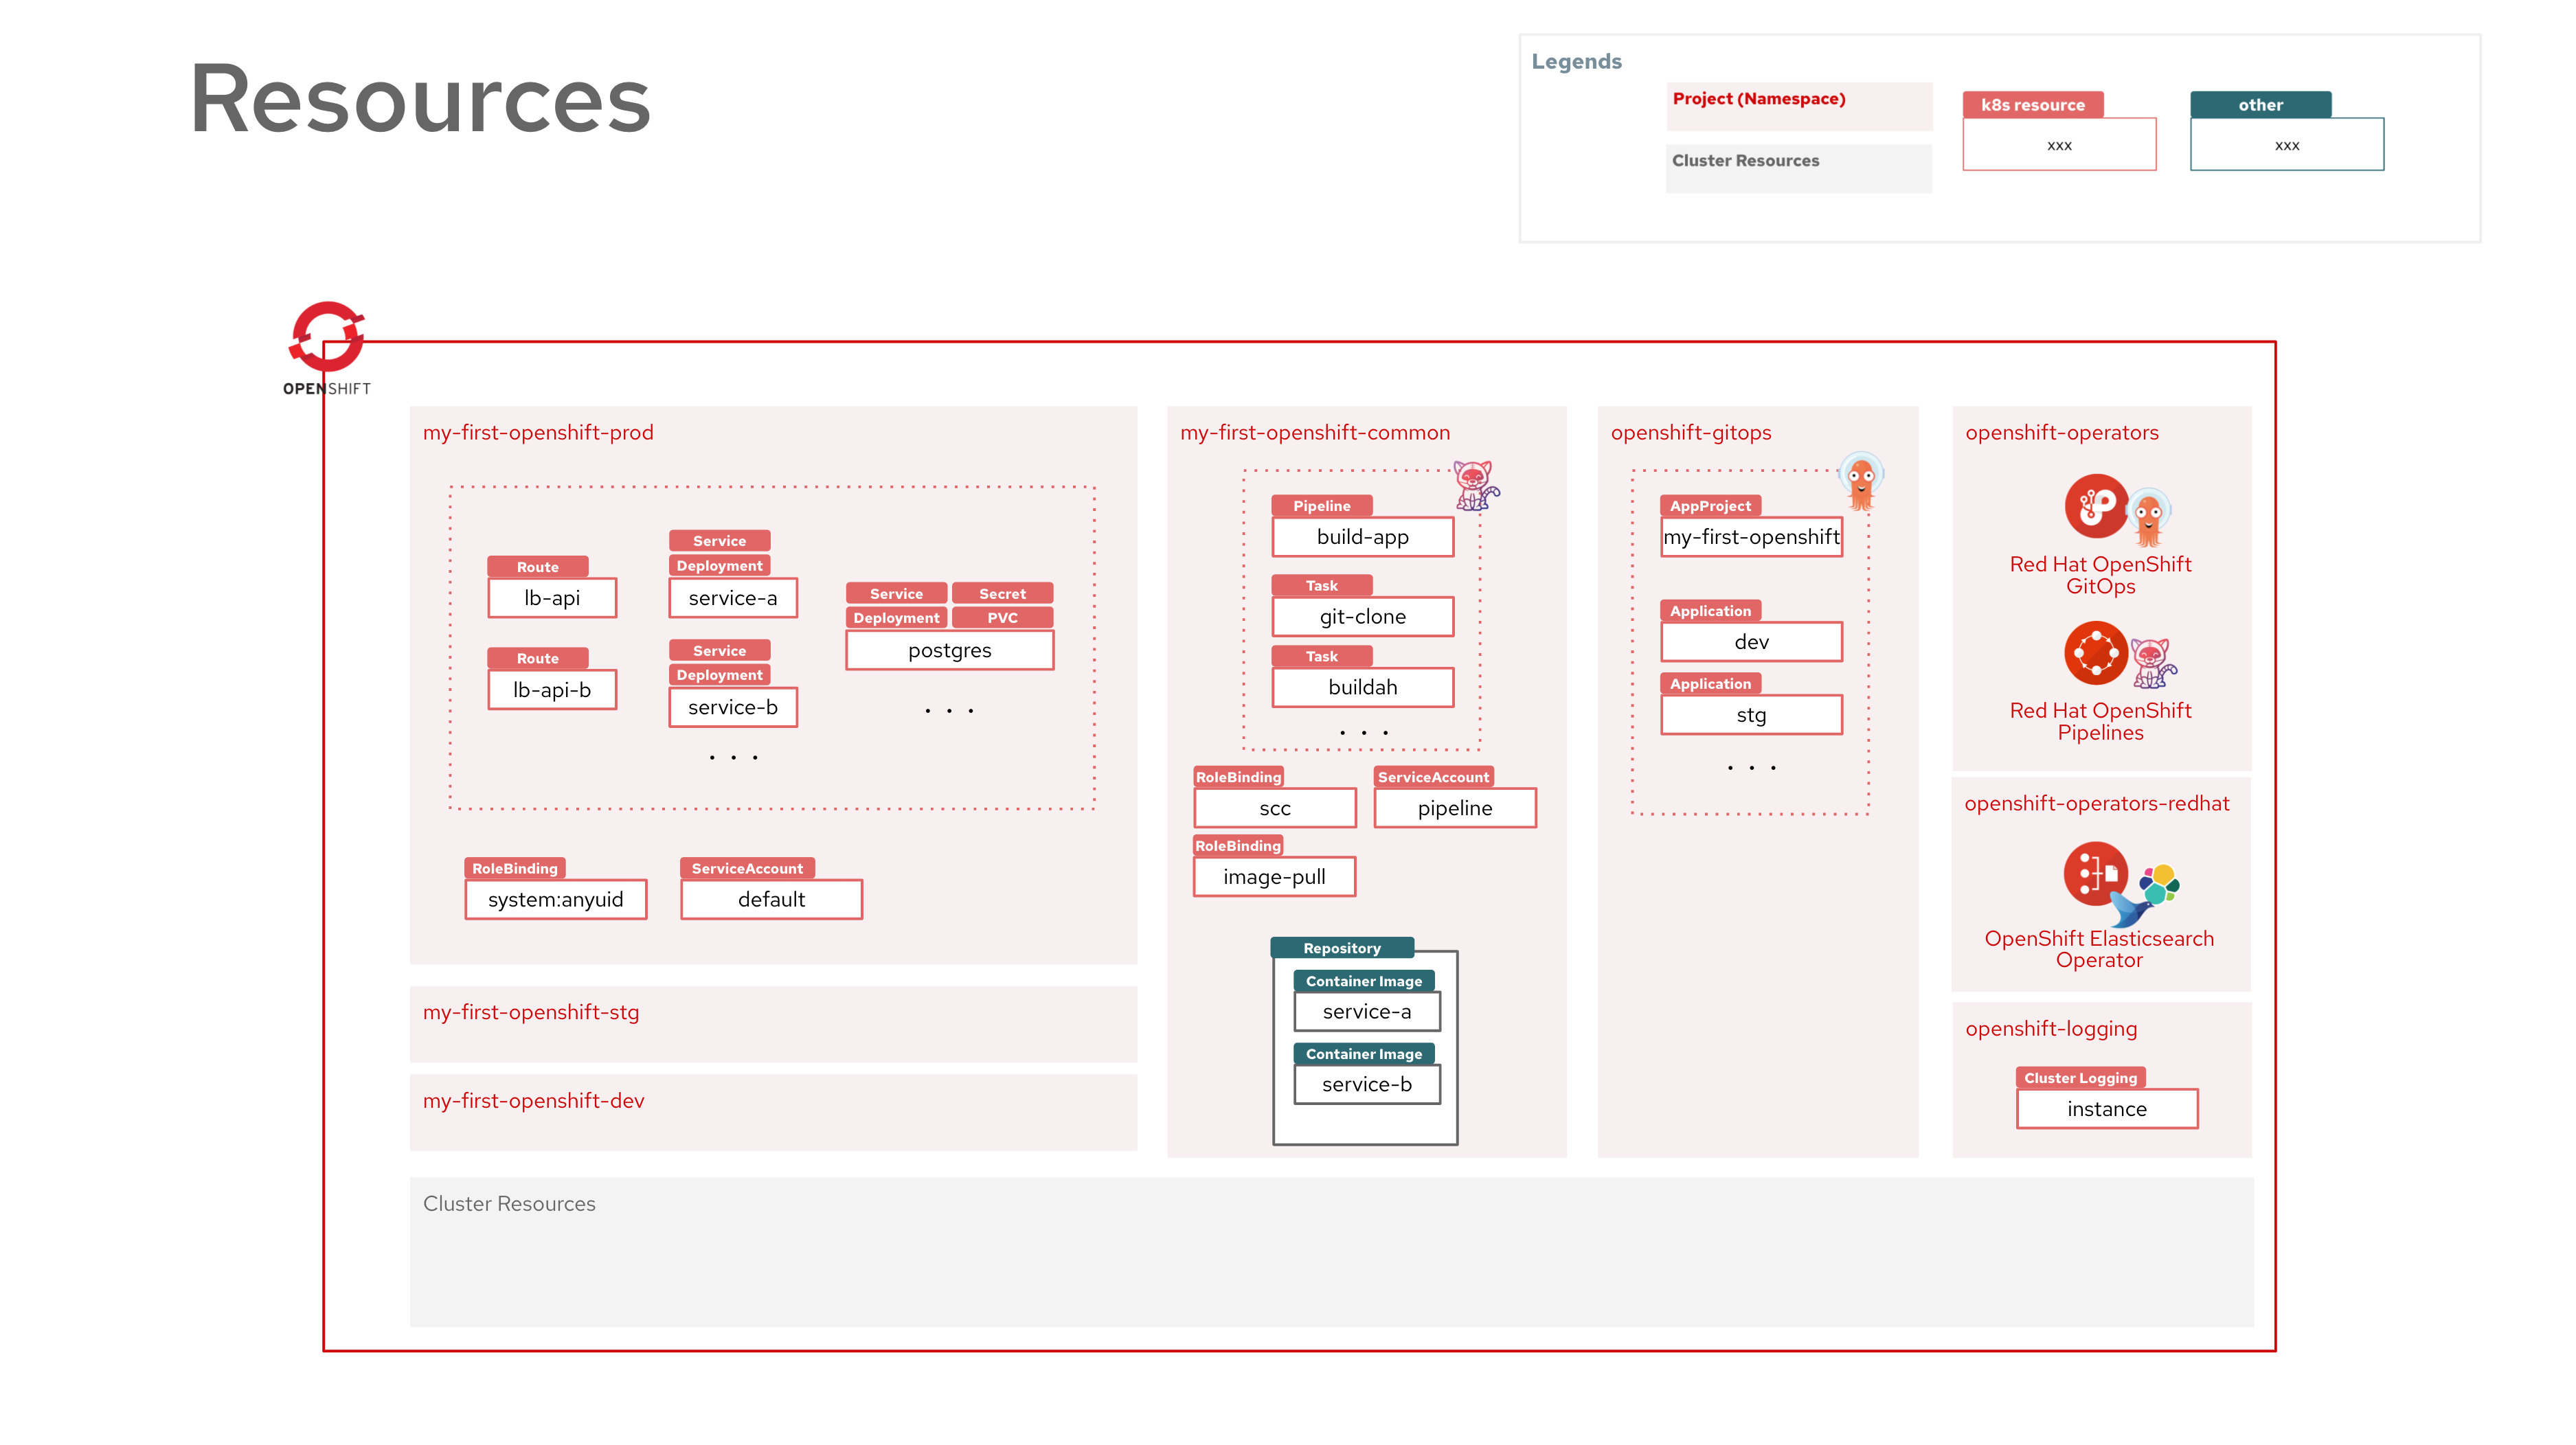 Resources
Legends
Project (Namespace)
Cluster Resources
k8s resource
xxx
other
xxx
OPENSHIFT
my-first-openshift-prod
Route
lb-api
Route
lb-api-b
Service
Deployment
service-a
Service
Deployment
service-b
. . .
Service
Secret
Deployment
PVC
postgres
. . .
RoleBinding
system:anyuid
ServiceAccount
default
my-first-openshift-stg
my-first-openshift-dev
my-first-openshift-common
Pipeline
build-app
Task
git-clone
Task
buildah
. . .
RoleBinding
scc
ServiceAccount
pipeline
RoleBinding
image-pull
Repository
Container Image
service-a
Container Image
service-b
openshift-gitops
AppProject
my-first-openshift
Application
dev
Application
stg
. . .
openshift-operators
Red Hat OpenShift
GitOps
Red Hat OpenShift
Pipelines
openshift-operators-redhat
OpenShift Elasticsearch
Operator
openshift-logging
Cluster Logging
instance
Cluster Resources